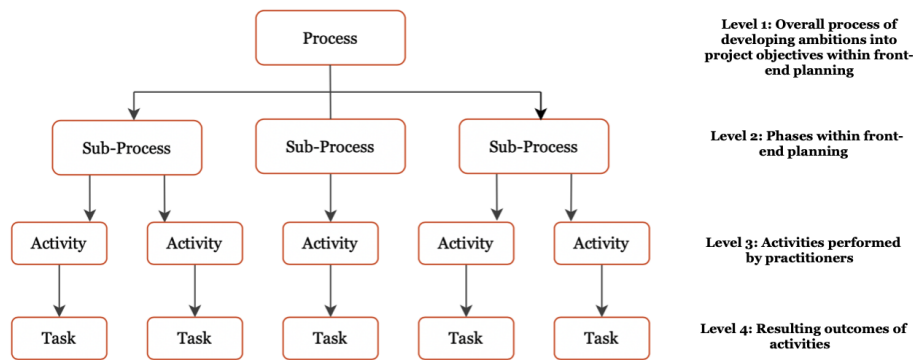 Process
Level 1: Overall process of
developing ambitions into
project objectives within front-
end planning
Sub-Process
Sub-Process
Sub-Process
Level 2: Phases within front-
end planning
Activity
Activity
Activity
Activity
Activity
Level 3: Activities performed
by practitioners
Task
Task
Task
Task
Task
Level 4: Resulting outcomes of
activities